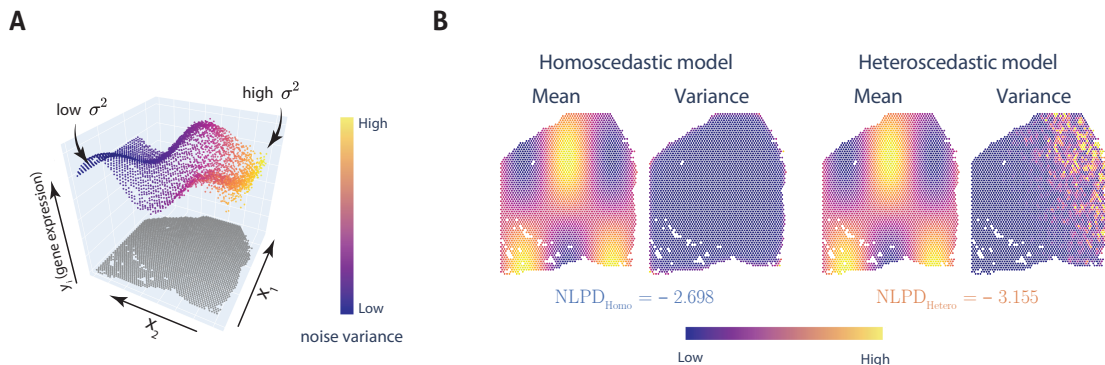 A
low σ²
high σ²
High
Low
noise variance
yᵢ(gene expression)
X₂
X₁
B
Homoscedastic model
Mean
Variance
Heteroscedastic model
Mean
Variance
NLPD_Homo = − 2.698
NLPD_Hetero = − 3.155
Low
High